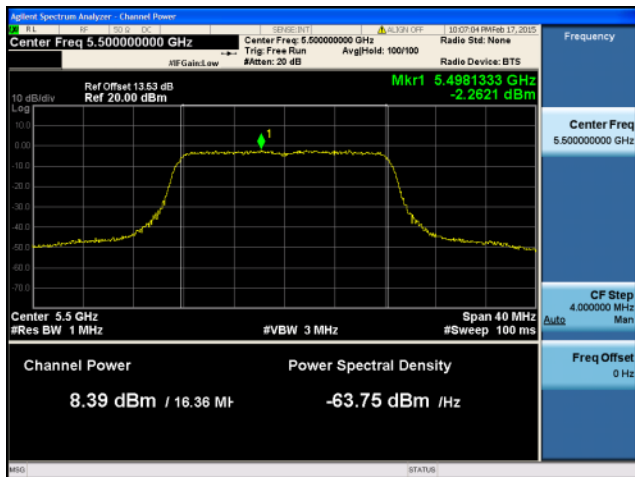 Agilent Spectrum Analyzer - Channel Power
RL RF 50 Ω DC SENSE:INT ALIGN OFF 10:07:04 PMFeb 17, 2015
Center Freq 5.500000000 GHz Center Freq: 5.500000000 GHz Radio Std: None
Trig: Free Run Avg|Hold: 100/100
#IFGain:Low #Atten: 20 dB Radio Device: BTS
Mkr1 5.4981333 GHz
-2.2621 dBm
Ref Offset 13.53 dB
10 dB/div Ref 20.00 dBm
Log
10.0
1
0.00
-10.0
-20.0
-30.0
-40.0
-50.0
-60.0
-70.0
Center 5.5 GHz Span 40 MHz
#Res BW 1 MHz #VBW 3 MHz #Sweep 100 ms
Channel Power Power Spectral Density
8.39 dBm / 16.36 MH -63.75 dBm /Hz
MSG STATUS
Frequency
Center Freq
5.500000000 GHz
CF Step
4.000000 MHz
Auto Man
Freq Offset
0 Hz